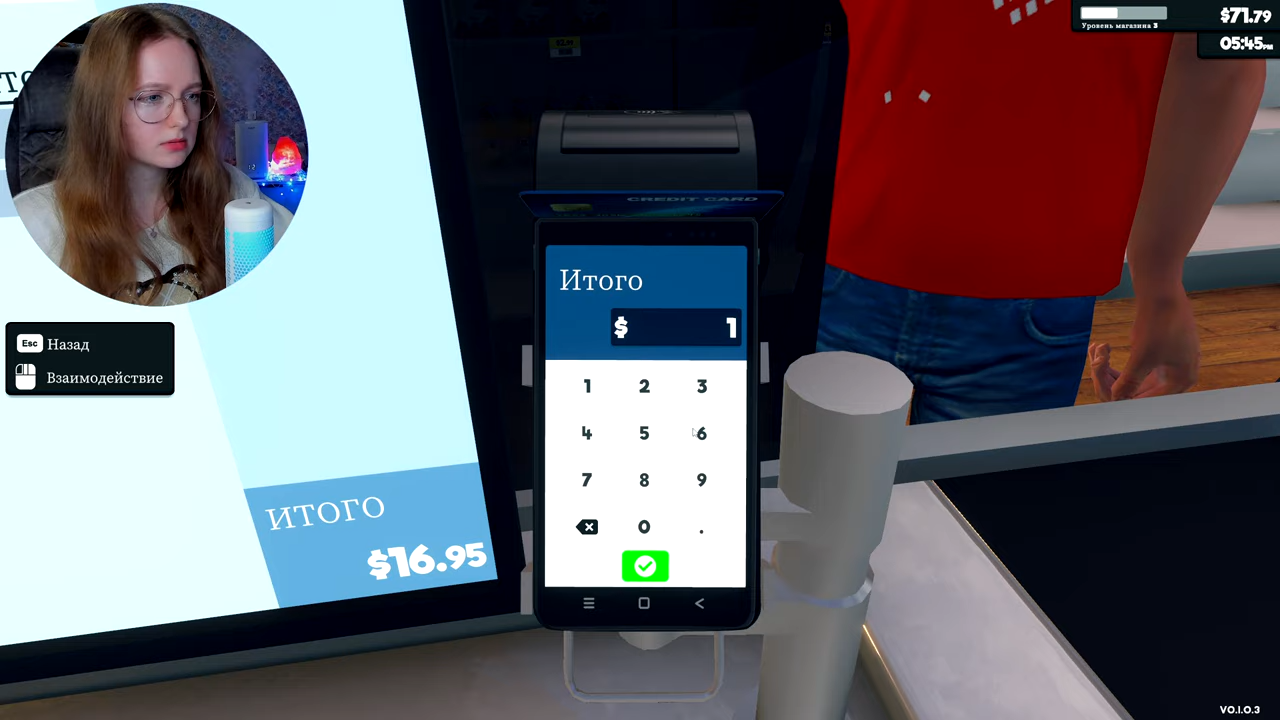 $71.79
Уровень магазина 3
05:45PM
CREDIT CARD
Итого
$ 1
Esc Назад
Взаимодействие
1 2 3
4 5 6
7 8 9
0 .
ИТОГО
$16.95
V0.1.0.3